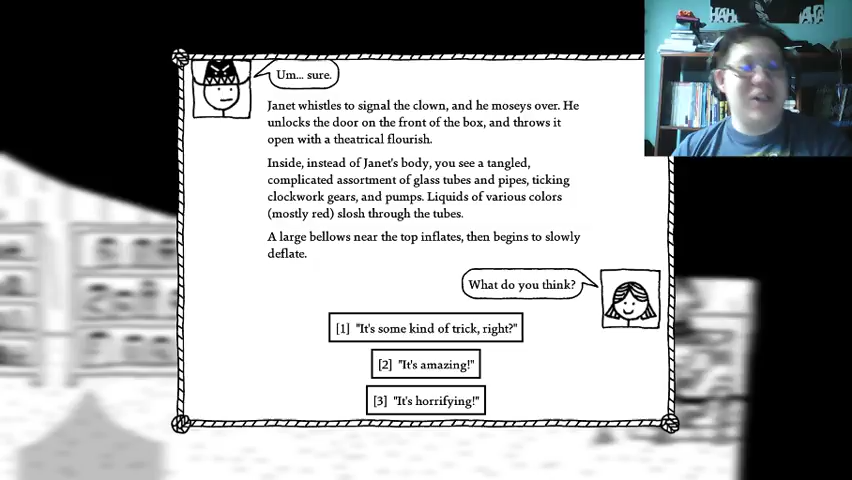 HA
HA
Um... sure.
Janet whistles to signal the clown, and he moseys over. He
unlocks the door on the front of the box, and throws it
open with a theatrical flourish.
Inside, instead of Janet's body, you see a tangled,
complicated assortment of glass tubes and pipes, ticking
clockwork gears, and pumps. Liquids of various colors
(mostly red) slosh through the tubes.
A large bellows near the top inflates, then begins to slowly
deflate.
What do you think?
[1] "It's some kind of trick, right?"
[2] "It's amazing!"
[3] "It's horrifying!"